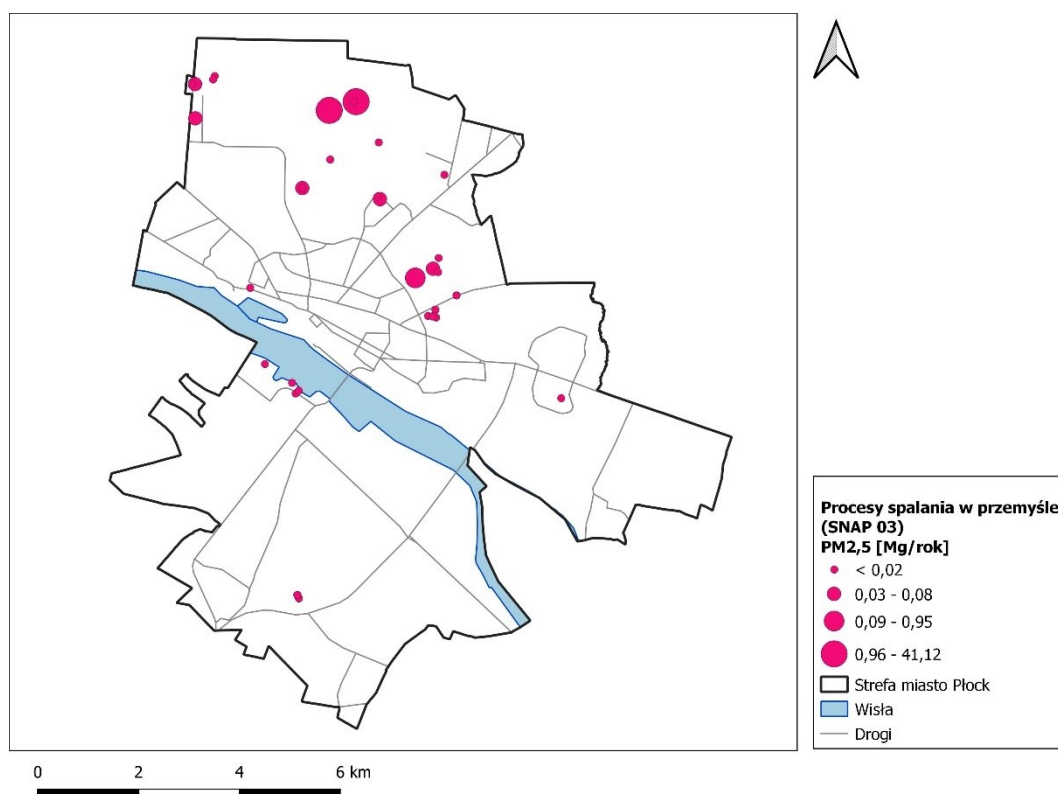 Procesy spalania w przemyśle
(SNAP 03)
PM2,5 [Mg/rok]
< 0,02
0,03 - 0,08
0,09 - 0,95
0,96 - 41,12
Strefa miasto Płock
Wisła
Drogi
0 2 4 6 km